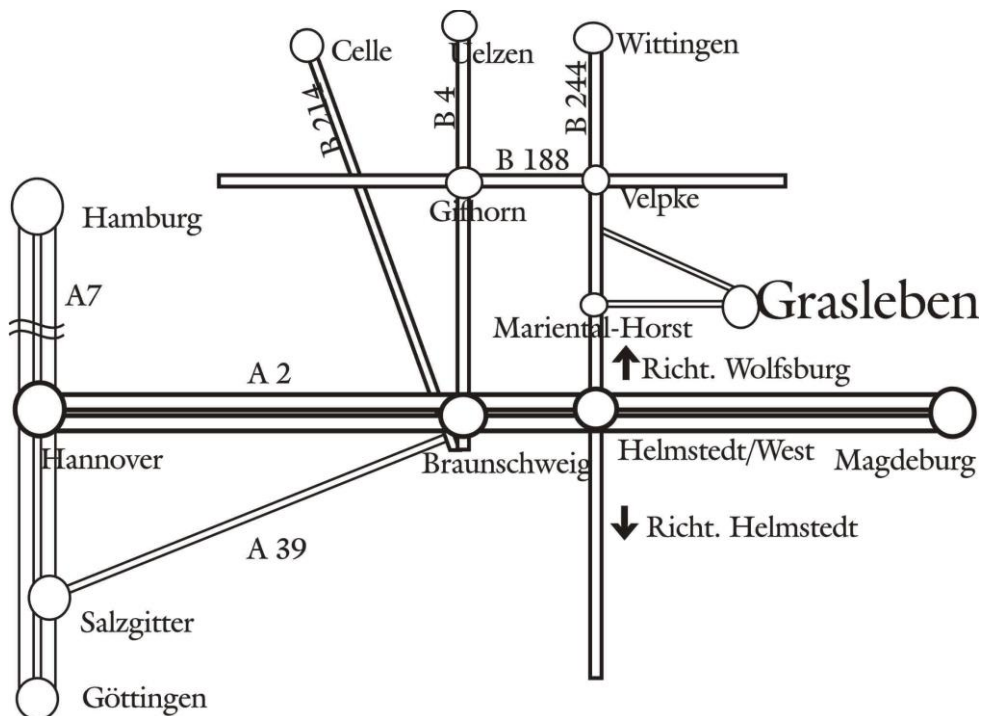 Celle
Uelzen
Wittingen
B 214
B 4
B 244
B 188
Hamburg
Gifhorn
Velpke
A7
Grasleben
Mariental-Horst
A 2
Richt. Wolfsburg
Hannover
Braunschweig
Helmstedt/West
Magdeburg
A 39
Richt. Helmstedt
Salzgitter
Göttingen